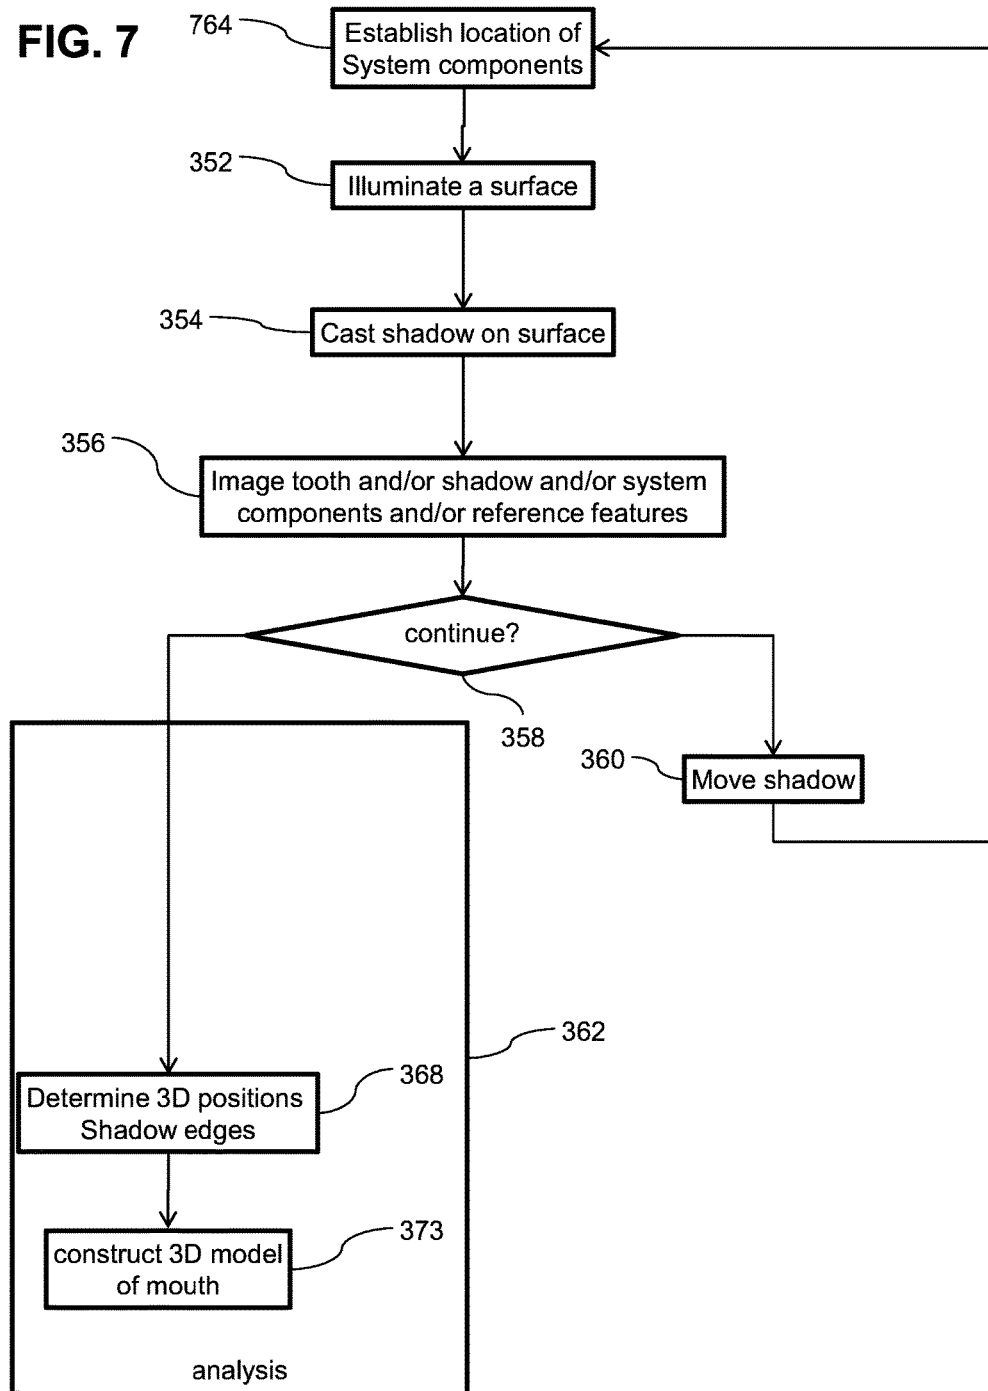 FIG. 7
764
Establish location of
System components
352
Illuminate a surface
354
Cast shadow on surface
356
Image tooth and/or shadow and/or system
components and/or reference features
continue?
358
360
Move shadow
362
368
Determine 3D positions
Shadow edges
373
construct 3D model
of mouth
analysis